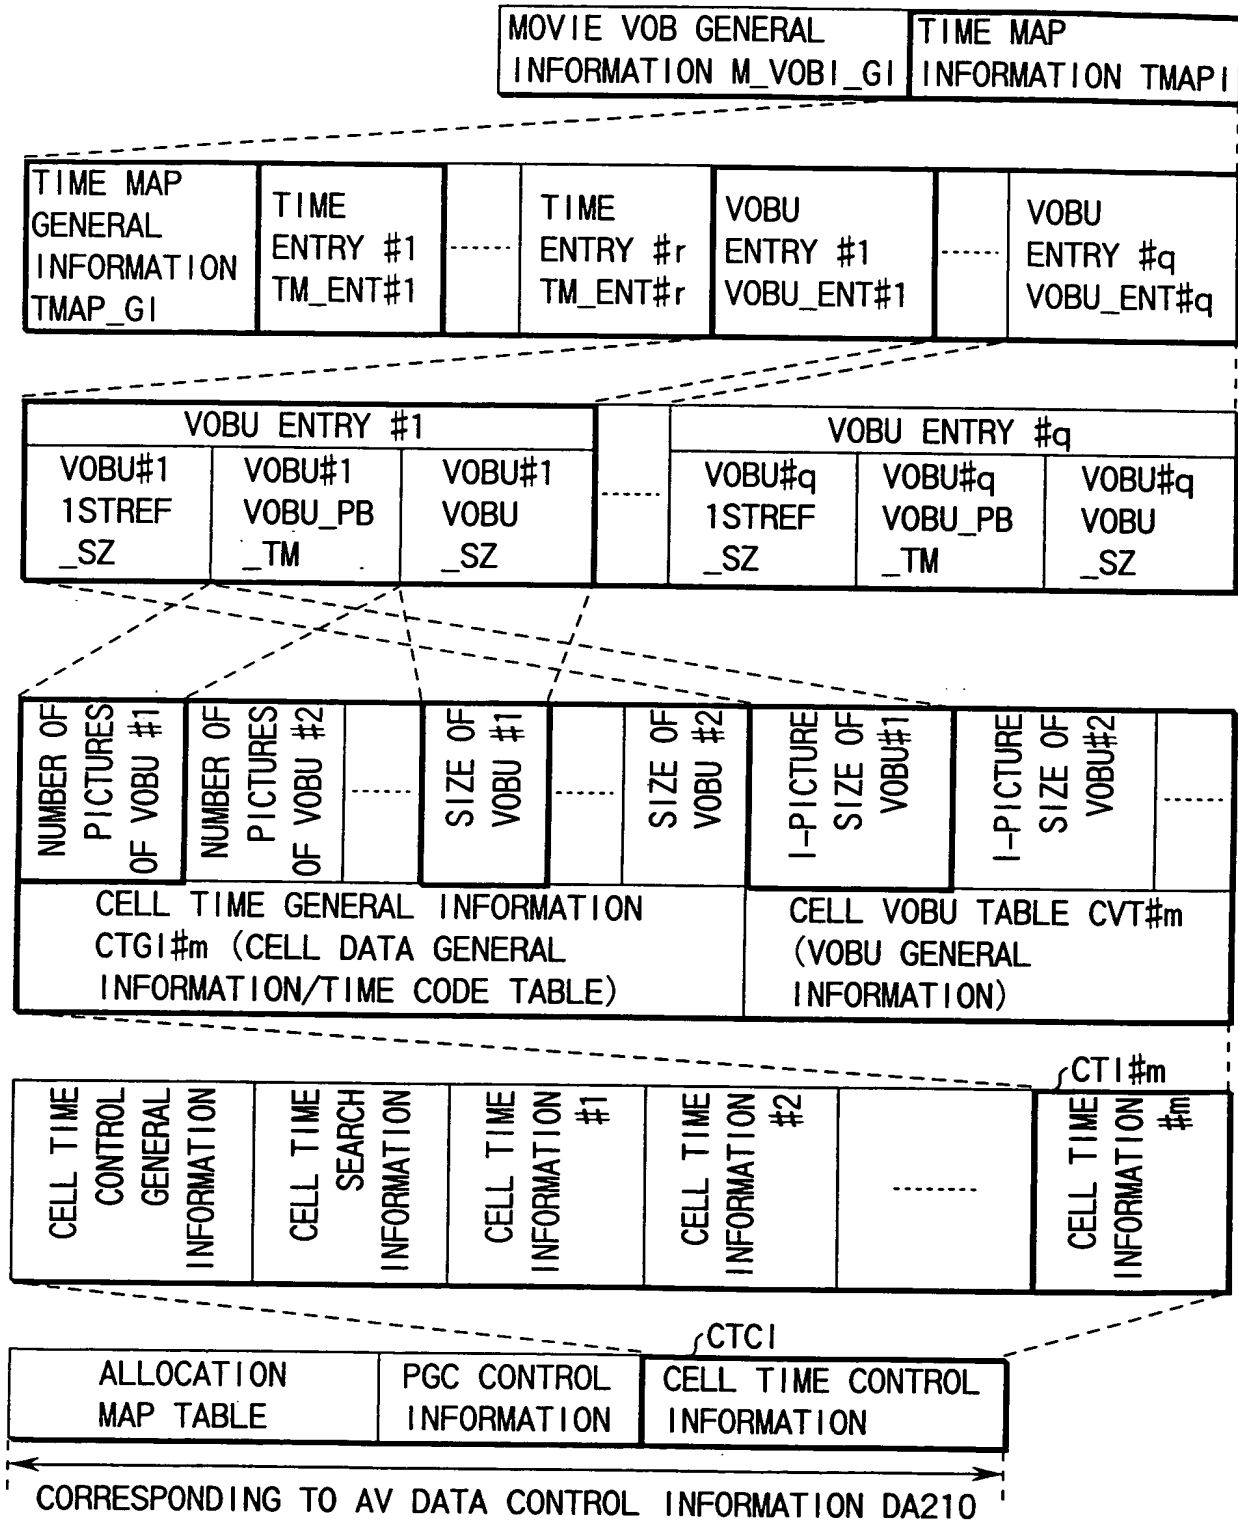 MOVIE VOB GENERAL
INFORMATION M_VOBI_GI
TIME MAP
INFORMATION TMAPI
TIME MAP
GENERAL
INFORMATION
TMAP_GI
TIME
ENTRY #1
TM_ENT#1
........
TIME
ENTRY #r
TM_ENT#r
VOBU
ENTRY #1
VOBU_ENT#1
........
VOBU
ENTRY #q
VOBU_ENT#q
VOBU ENTRY #1
VOBU#1
1STREF
_SZ
VOBU#1
VOBU_PB
_TM
VOBU#1
VOBU
_SZ
........
VOBU ENTRY #q
VOBU#q
1STREF
_SZ
VOBU#q
VOBU_PB
_TM
VOBU#q
VOBU
_SZ
NUMBER OF
PICTURES
OF VOBU #1
NUMBER OF
PICTURES
OF VOBU #2
........
SIZE OF
VOBU #1
........
SIZE OF
VOBU #2
I-PICTURE
SIZE OF
VOBU#1
I-PICTURE
SIZE OF
VOBU#2
........
CELL TIME GENERAL INFORMATION
CTGI#m (CELL DATA GENERAL
INFORMATION/TIME CODE TABLE)
CELL VOBU TABLE CVT#m
(VOBU GENERAL
INFORMATION)
CTI#m
CELL TIME
CONTROL
GENERAL
INFORMATION
CELL TIME
SEARCH
INFORMATION
CELL TIME
INFORMATION
#1
CELL TIME
INFORMATION
#2
........
CELL TIME
INFORMATION
#m
CTCI
ALLOCATION
MAP TABLE
PGC CONTROL
INFORMATION
CELL TIME CONTROL
INFORMATION
CORRESPONDING TO AV DATA CONTROL INFORMATION DA210